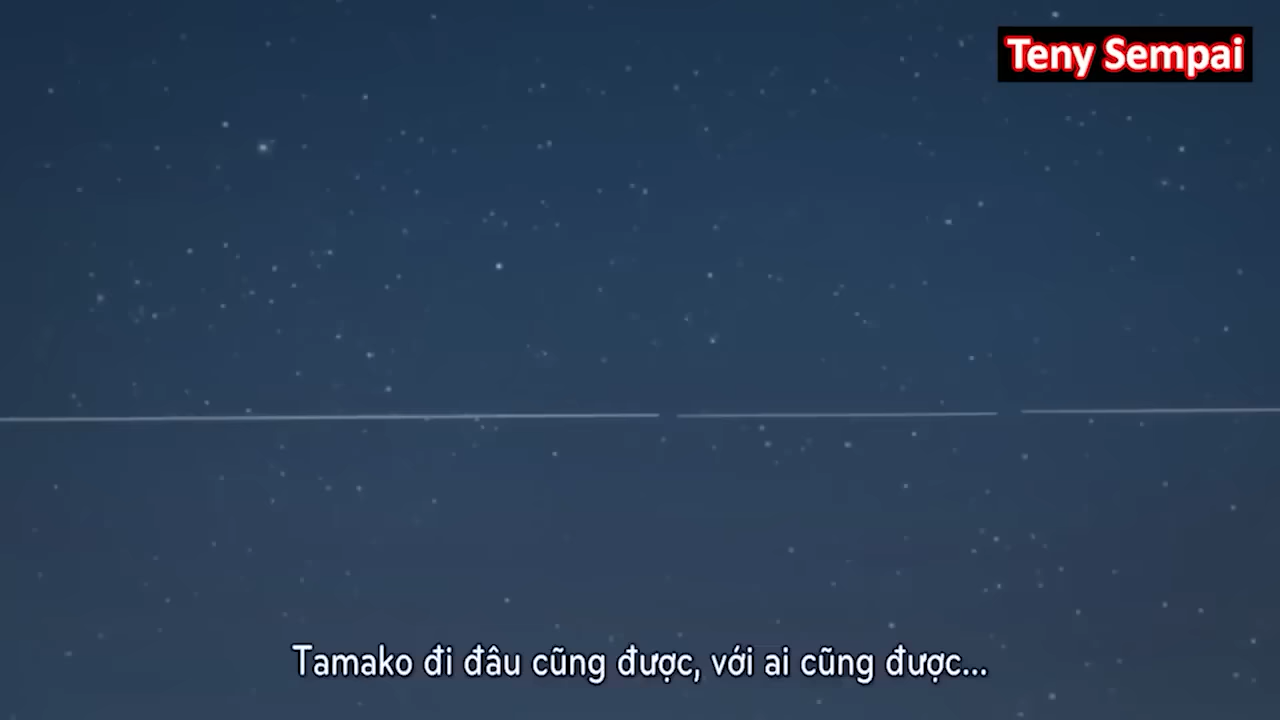 Teny Sempai
Tamako đi đâu cũng được, với ai cũng được...